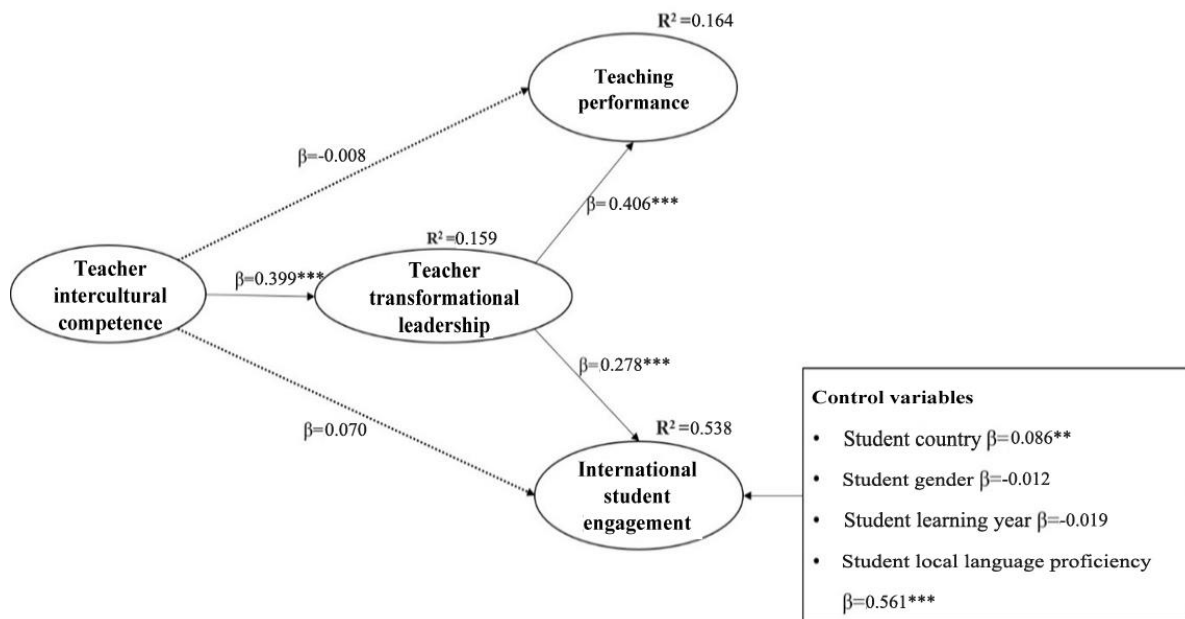 R² =0.164
Teaching
performance
β=-0.008
β=0.406***
R² =0.159
Teacher
intercultural
competence
β=0.399***
Teacher
transformational
leadership
β=0.278***
β=0.070
R² =0.538
International
student
engagement
Control variables
• Student country β=0.086**
• Student gender β=-0.012
• Student learning year β=-0.019
• Student local language proficiency
β=0.561***